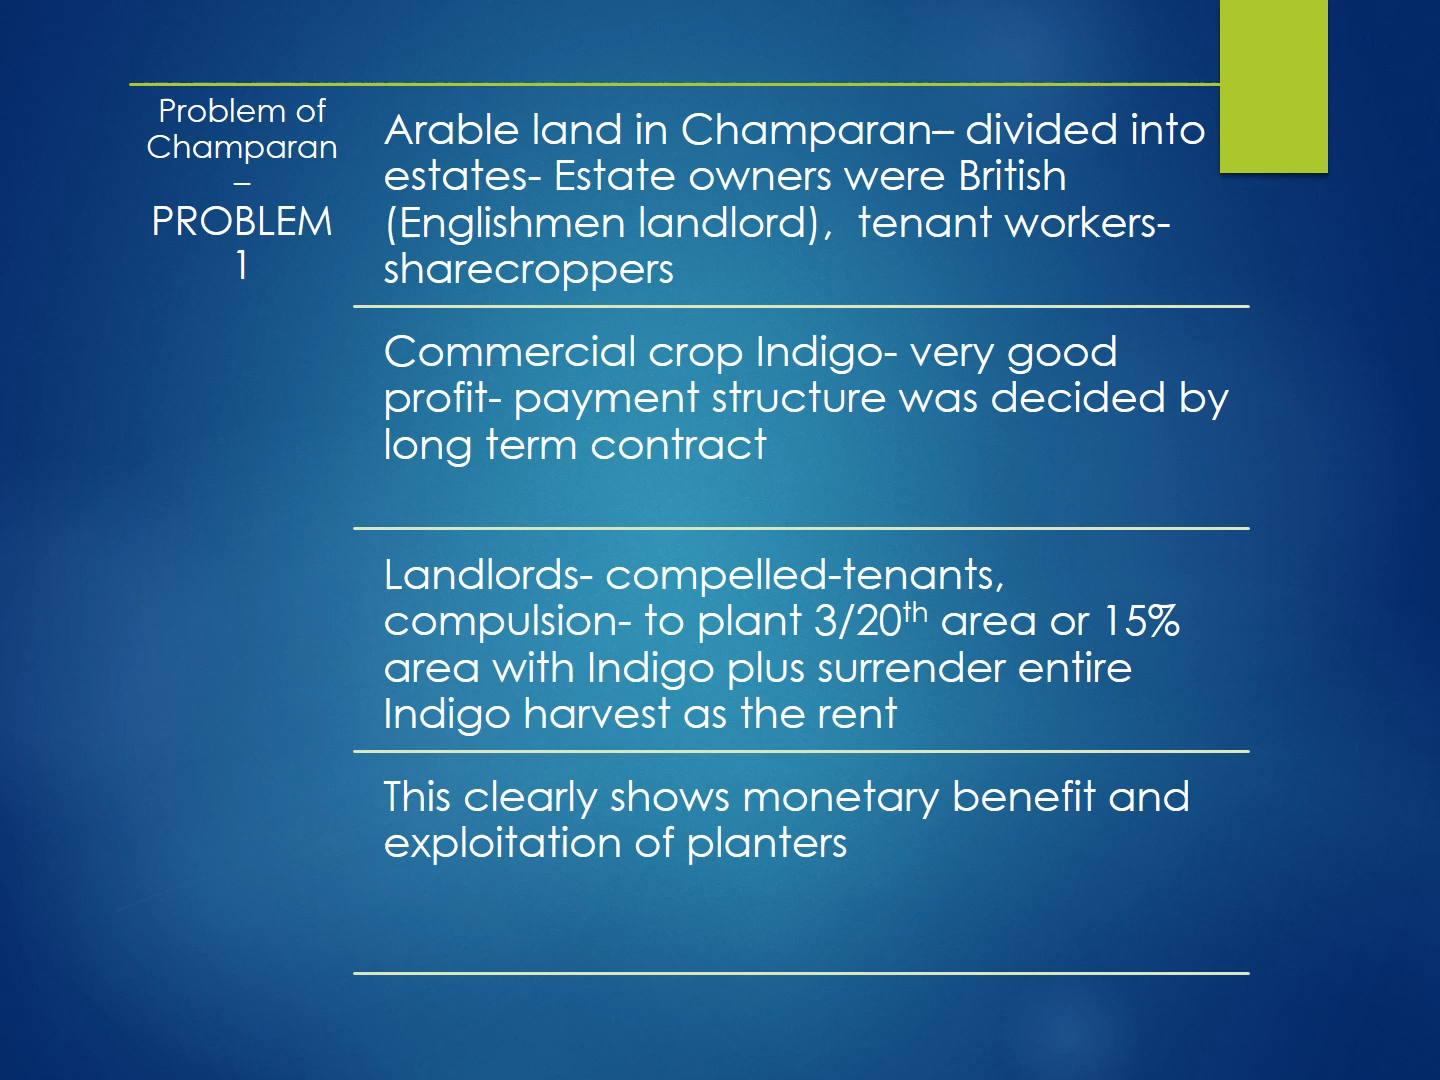 Problem of
Champaran
–
PROBLEM
1
Arable land in Champaran– divided into
estates- Estate owners were British
(Englishmen landlord),  tenant workers-
sharecroppers
Commercial crop Indigo- very good
profit- payment structure was decided by
long term contract
Landlords- compelled-tenants,
compulsion- to plant 3/20th area or 15%
area with Indigo plus surrender entire
Indigo harvest as the rent
This clearly shows monetary benefit and
exploitation of planters